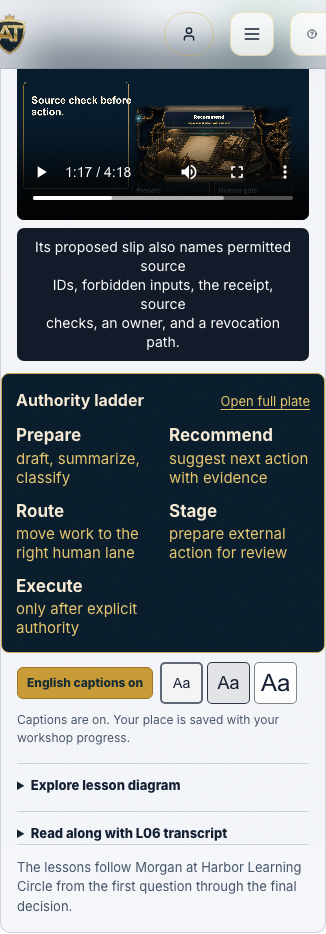 AT
Source check before
action.
Recommend
Prepare
Human gate
1:17 / 4:18
Its proposed slip also names permitted
source
IDs, forbidden inputs, the receipt,
source
checks, an owner, and a revocation
path.
Authority ladder
Open full plate
Prepare
draft, summarize,
classify
Recommend
suggest next action
with evidence
Route
move work to the
right human lane
Stage
prepare external
action for review
Execute
only after explicit
authority
English captions on
Aa
Aa
Aa
Captions are on. Your place is saved with your
workshop progress.
Explore lesson diagram
Read along with L06 transcript
The lessons follow Morgan at Harbor Learning
Circle from the first question through the final
decision.